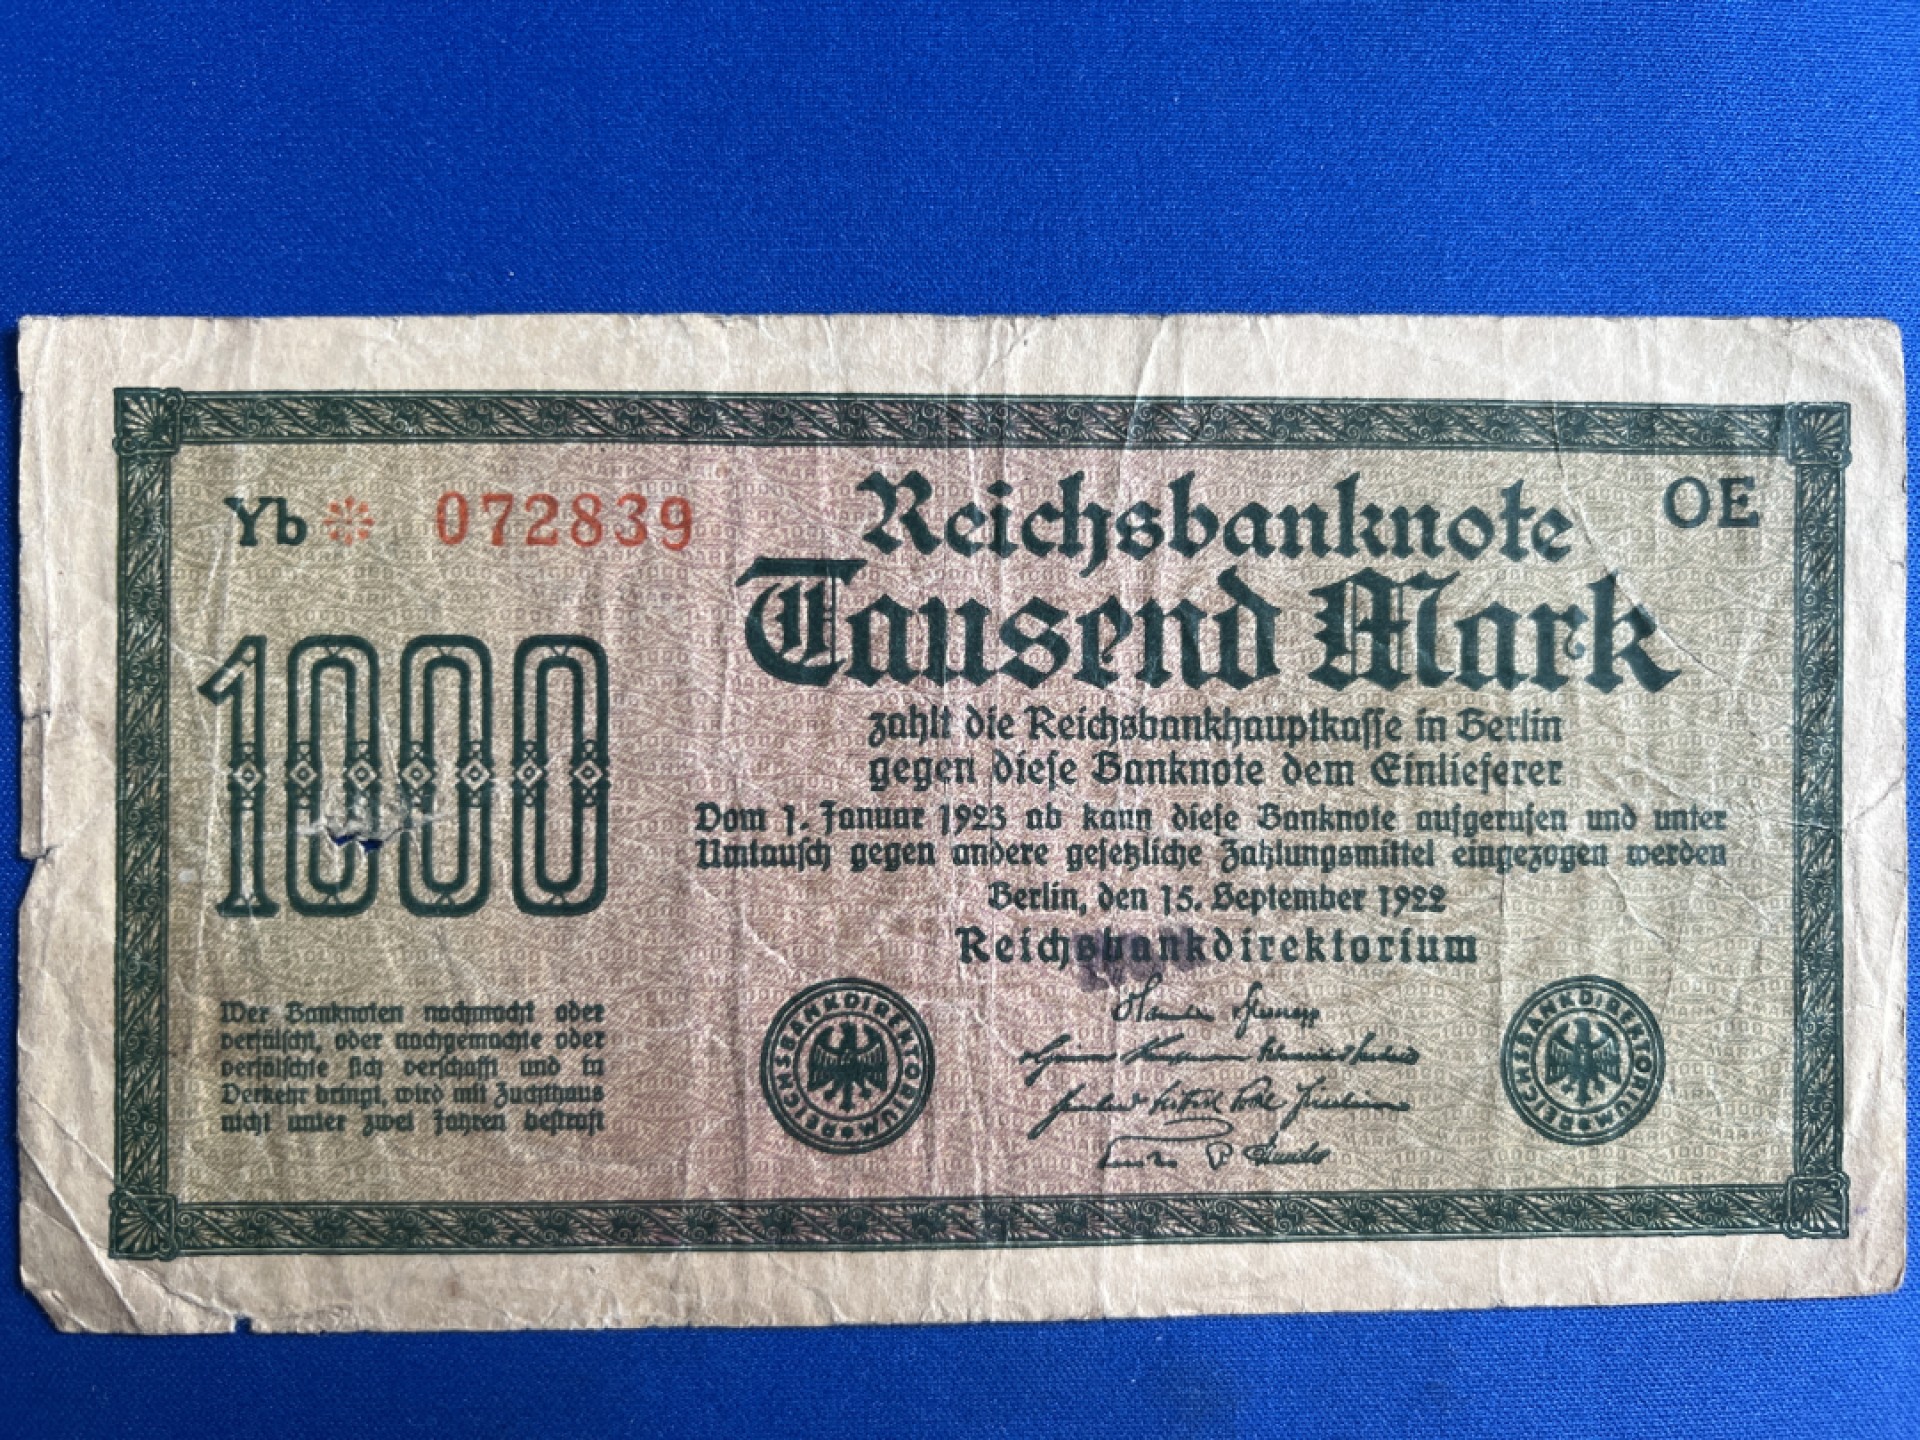 Yb * 072839
Reichsbanknote
OE
Tausend Mark
1000
zahlt die Reichsbankhauptkasse in Berlin
gegen diese Banknote dem Einlieferer
Vom 1. Januar 1923 ab kann diese Banknote aufgerufen und unter
Umtausch gegen andere gesetzliche Zahlungsmittel eingezogen werden
Berlin, den 15. September 1922
Reichsbankdirektorium
Wer Banknoten nachmacht oder
verfälscht, oder nachgemachte oder
verfälschte sich verschafft und in
Verkehr bringt, wird mit Zuchthaus
nicht unter zwei Jahren bestraft
REICHSBANKDIREKTORIUM
REICHSBANKDIREKTORIUM